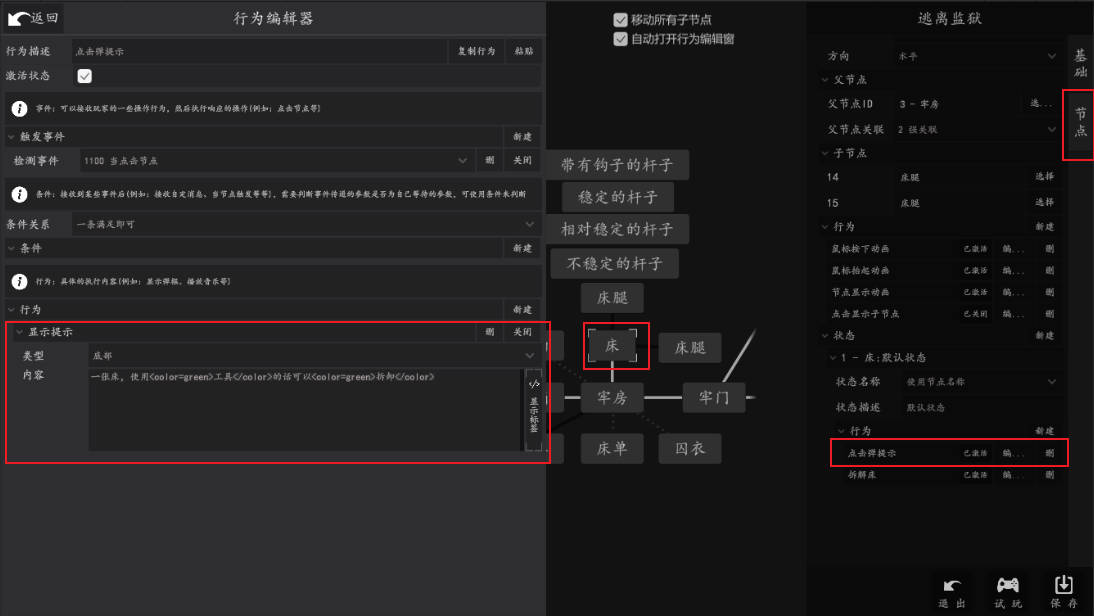 返回
行为编辑器
行为描述
点击弹提示
复制行为
粘贴
激活状态
事件: 可以接收玩家的一些操作行为, 然后执行响应的操作(例如: 点击节点等)
触发事件
新建
检测事件
1100 当点击节点
删
关闭
条件: 接收到某些事件后(例如: 接收自定消息、当节点触发等等), 需要判断事件传递的参数是否为自己等待的参数, 可使用条件来判断
条件关系
一条满足即可
条件
新建
行为: 具体的执行内容(例如: 显示弹框、播放音乐等)
行为
新建
显示提示
删
关闭
类型
底部
内容
一张床, 使用<color=green>工具</color>的话可以<color=green>拆卸</color>
</>
显示标签
移动所有子节点
自动打开行为编辑窗
带有钩子的杆子
稳定的杆子
相对稳定的杆子
不稳定的杆子
床腿
床
床腿
牢房
牢门
床单
囚衣
逃离监狱
基础
节点
方向
水平
父节点
父节点ID
3 - 牢房
选...
父节点关联
2 强关联
子节点
14
床腿
选择
15
床腿
选择
行为
新建
鼠标按下动画
已激活
编...
删
鼠标抬起动画
已激活
编...
删
节点显示动画
已激活
编...
删
点击显示子节点
已关闭
编...
删
状态
新建
1 - 床:默认状态
状态名称
使用节点名称
状态描述
默认状态
行为
新建
点击弹提示
已激活
编...
删
拆解床
已激活
编...
删
退出
试玩
保存